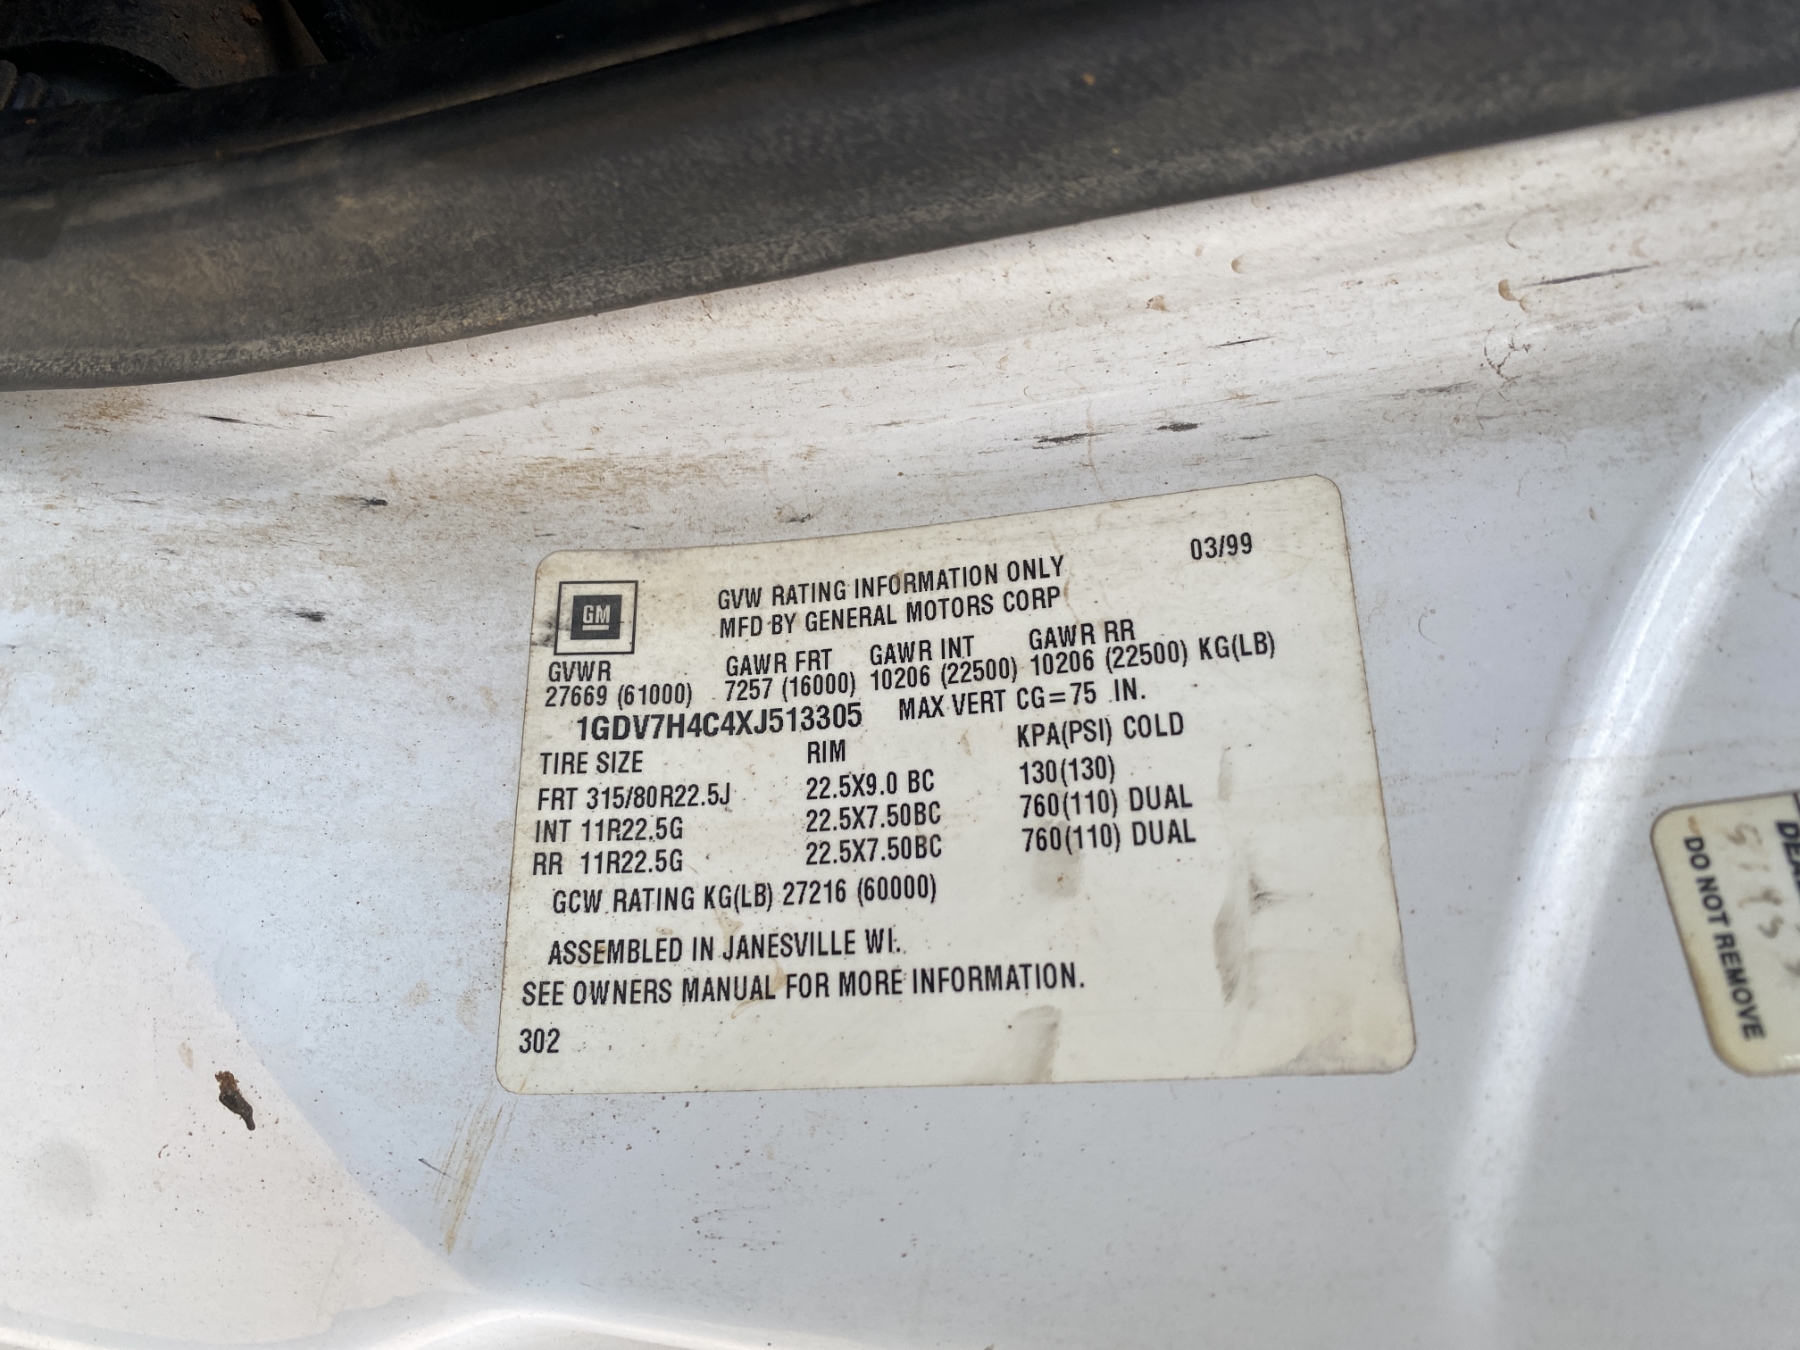 03/99
GM
GVW RATING INFORMATION ONLY
MFD BY GENERAL MOTORS CORP
GVWR GAWR FRT GAWR INT GAWR RR
27669 (61000) 7257 (16000) 10206 (22500) 10206 (22500) KG(LB)
1GDV7H4C4XJ513305 MAX VERT CG=75 IN.
TIRE SIZE RIM KPA(PSI) COLD
FRT 315/80R22.5J 22.5X9.0 BC 130(130)
INT 11R22.5G 22.5X7.50BC 760(110) DUAL
RR 11R22.5G 22.5X7.50BC 760(110) DUAL
GCW RATING KG(LB) 27216 (60000)
ASSEMBLED IN JANESVILLE WI.
SEE OWNERS MANUAL FOR MORE INFORMATION.
302
DO NOT REMOVE